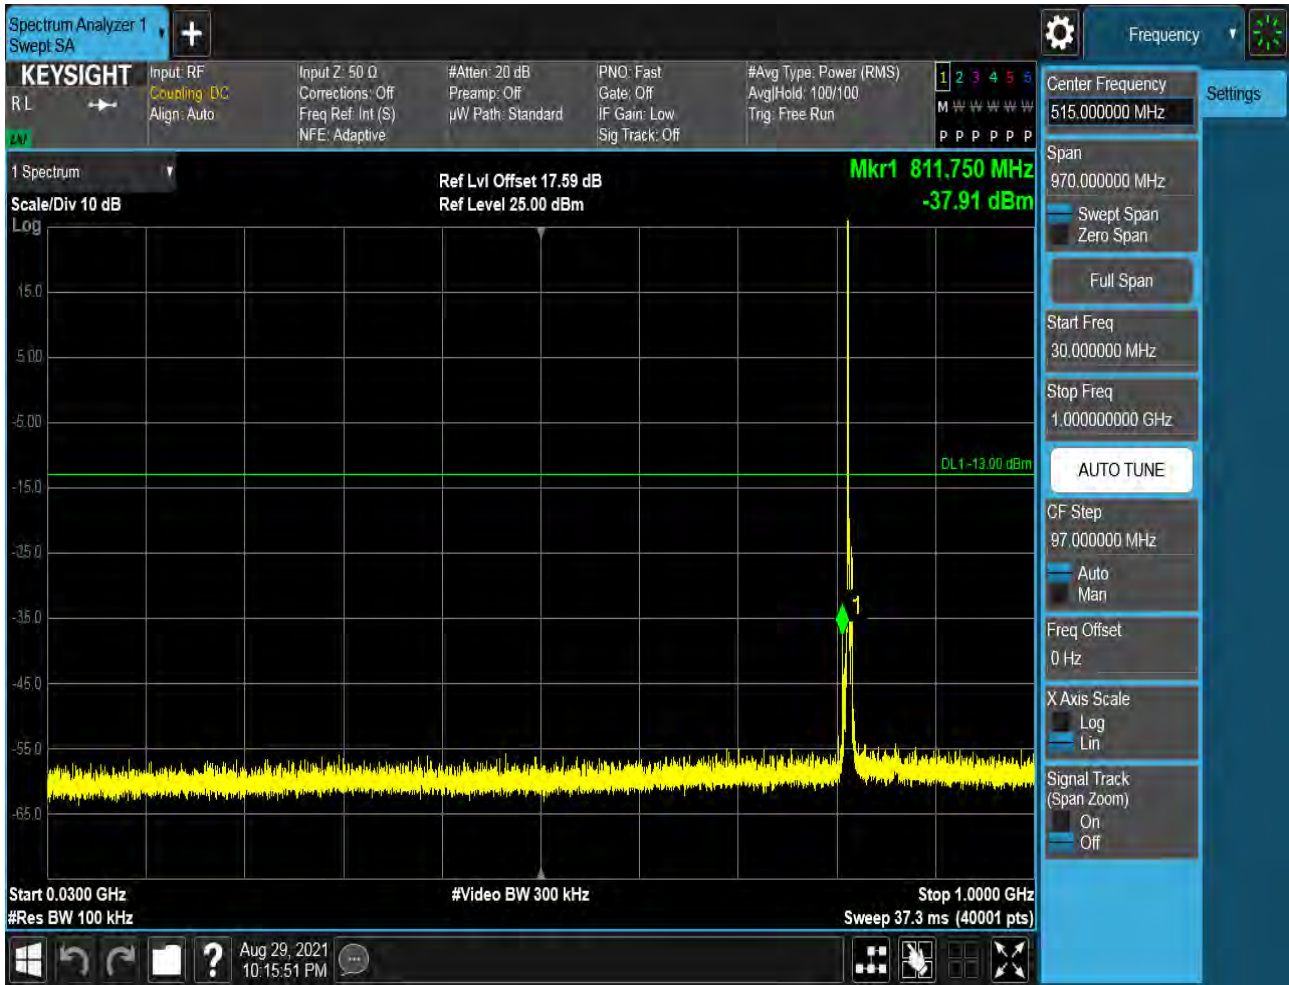 Spectrum Analyzer 1
Swept SA
Frequency
KEYSIGHT
R L
Input: RF
Coupling: DC
Align: Auto
Input Z: 50 Ω
Corrections: Off
Freq Ref: Int (S)
NFE: Adaptive
#Atten: 20 dB
Preamp: Off
µW Path: Standard
PNO: Fast
Gate: Off
IF Gain: Low
Sig Track: Off
#Avg Type: Power (RMS)
Avg|Hold: 100/100
Trig: Free Run
1 2 3 4 5 6
M W W W W W
P P P P P P
1 Spectrum
Scale/Div 10 dB
Log
Ref Lvl Offset 17.59 dB
Ref Level 25.00 dBm
Mkr1 811.750 MHz
-37.91 dBm
15.0
5.00
-5.00
DL1 -13.00 dBm
-15.0
-25.0
1
-35.0
-45.0
-55.0
-65.0
Start 0.0300 GHz
#Video BW 300 kHz
Stop 1.0000 GHz
#Res BW 100 kHz
Sweep 37.3 ms (40001 pts)
Aug 29, 2021
10:15:51 PM
Center Frequency
515.000000 MHz
Settings
Span
970.000000 MHz
Swept Span
Zero Span
Full Span
Start Freq
30.000000 MHz
Stop Freq
1.000000000 GHz
AUTO TUNE
CF Step
97.000000 MHz
Auto
Man
Freq Offset
0 Hz
X Axis Scale
Log
Lin
Signal Track
(Span Zoom)
On
Off